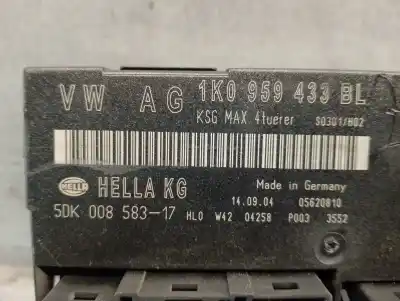 VW AG 1K0 959 433 BL
KSG MAX 4tuerer S0301/H02
HELLA HELLA KG Made in Germany
14.09.04 05620810
5DK 008 583-17 HL0 W42 04258 P003 3552